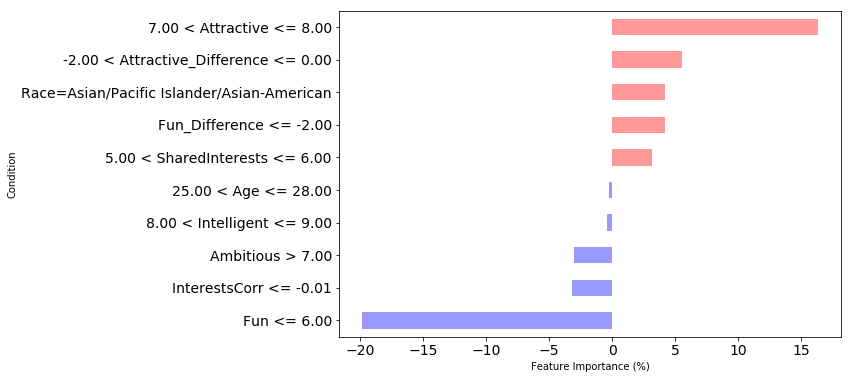 7.00 < Attractive <= 8.00
-2.00 < Attractive_Difference <= 0.00
Race=Asian/Pacific Islander/Asian-American
Fun_Difference <= -2.00
5.00 < SharedInterests <= 6.00
25.00 < Age <= 28.00
8.00 < Intelligent <= 9.00
Ambitious > 7.00
InterestsCorr <= -0.01
Fun <= 6.00
Condition
−20 −15 −10 −5 0 5 10 15
Feature Importance (%)